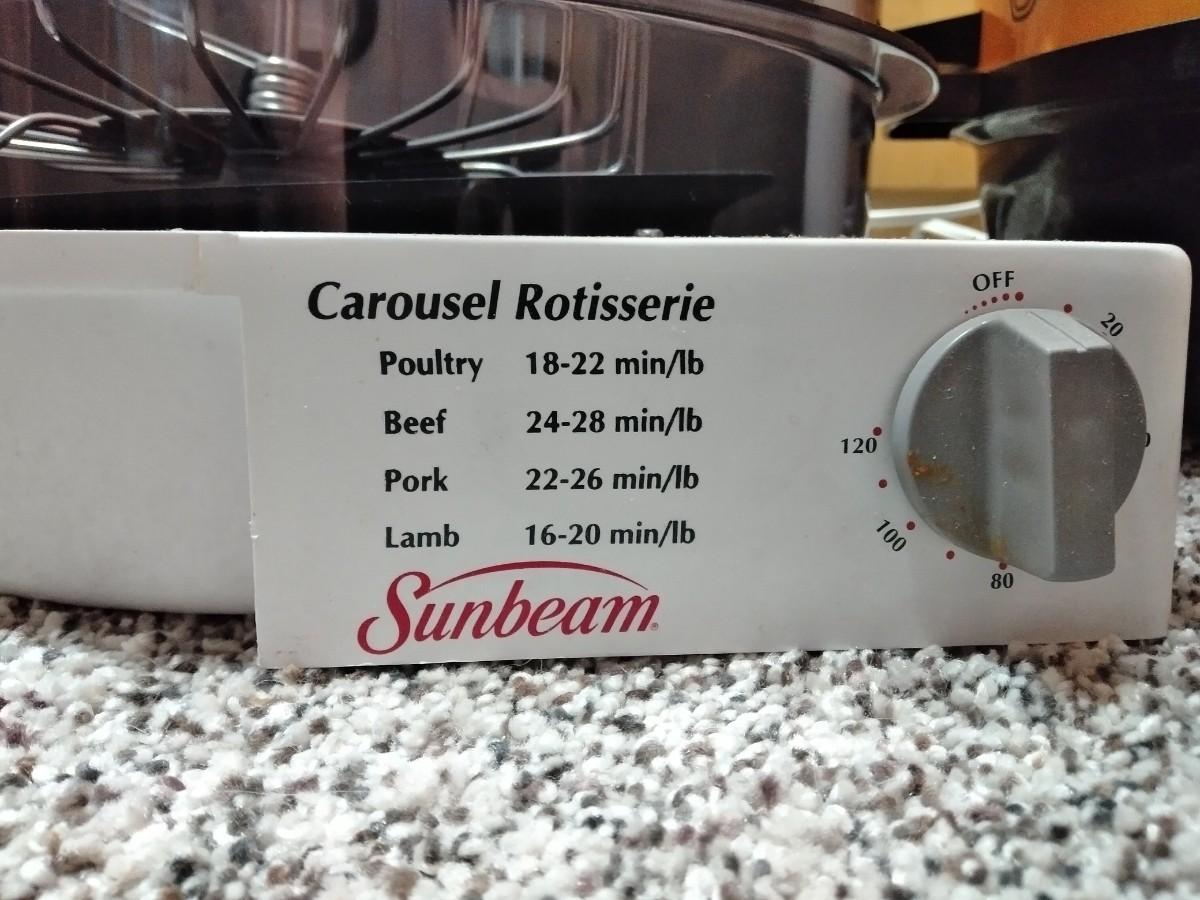 Carousel Rotisserie
Poultry 18-22 min/lb
Beef 24-28 min/lb
Pork 22-26 min/lb
Lamb 16-20 min/lb
Sunbeam®
OFF
20
80
100
120